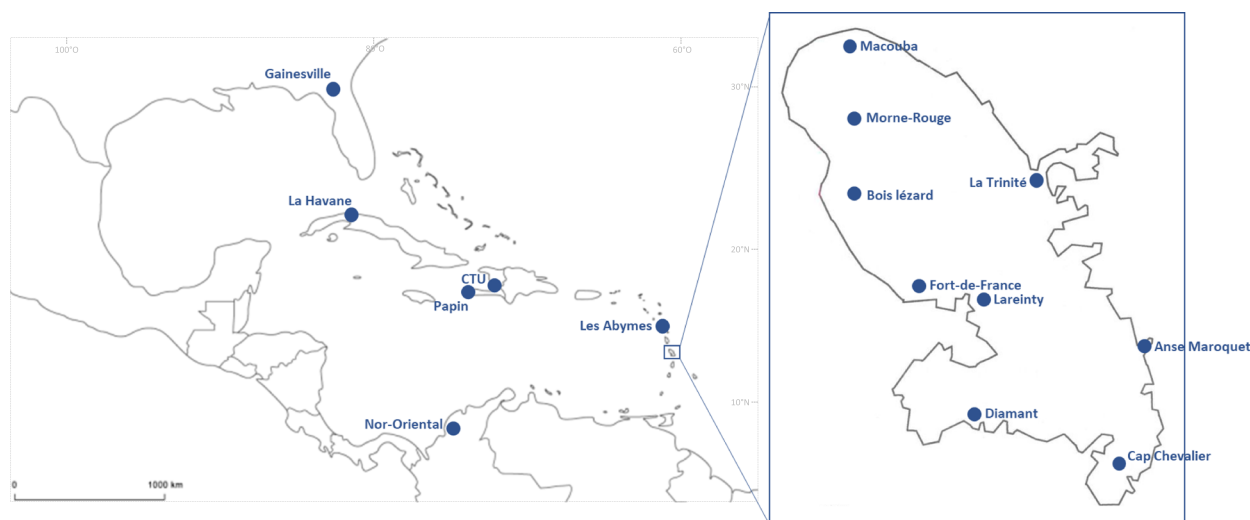 100°O
80°O
60°O
Gainesville
30°N
La Havane
20°N
CTU
Papin
Les Abymes
10°N
Nor-Oriental
0
1000 km
Macouba
Morne-Rouge
La Trinité
Bois lézard
Fort-de-France
Lareinty
Anse Maroquet
Diamant
Cap Chevalier